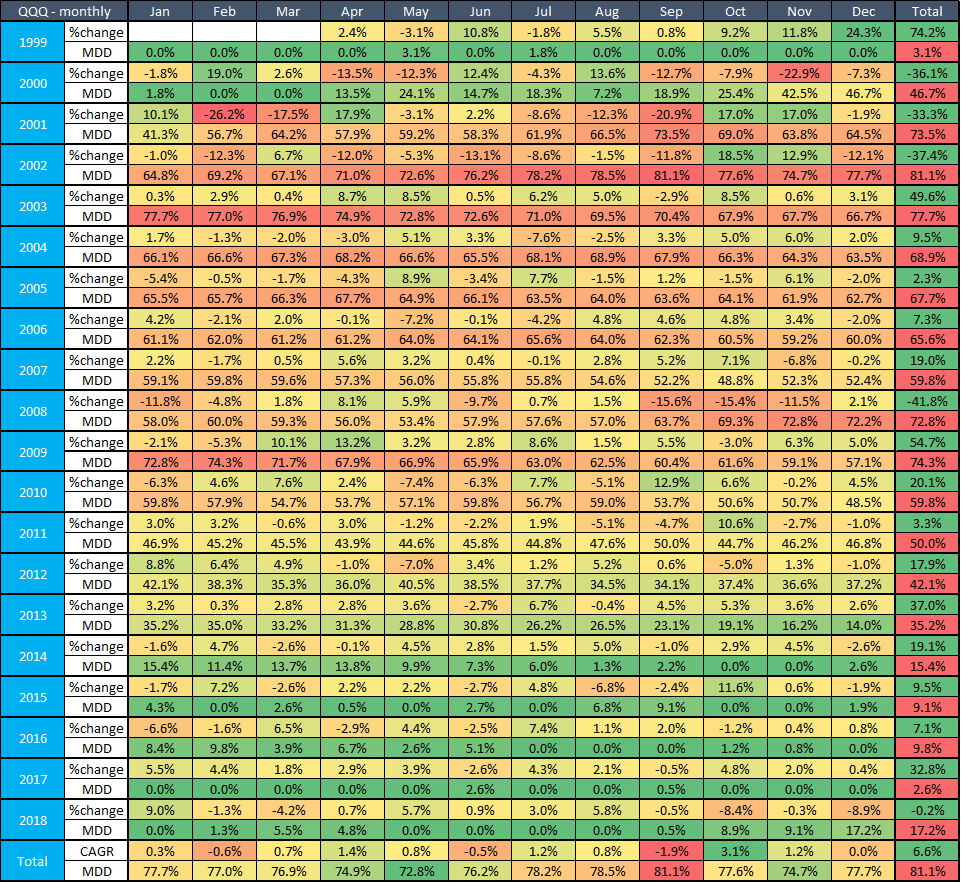 QQQ - monthly Jan Feb Mar Apr May Jun Jul Aug Sep Oct Nov Dec Total
1999 %change 2.4% -3.1% 10.8% -1.8% 5.5% 0.8% 9.2% 11.8% 24.3% 74.2%
MDD 0.0% 0.0% 0.0% 0.0% 3.1% 0.0% 1.8% 0.0% 0.0% 0.0% 0.0% 0.0% 3.1%
2000 %change -1.8% 19.0% 2.6% -13.5% -12.3% 12.4% -4.3% 13.6% -12.7% -7.9% -22.9% -7.3% -36.1%
MDD 1.8% 0.0% 0.0% 13.5% 24.1% 14.7% 18.3% 7.2% 18.9% 25.4% 42.5% 46.7% 46.7%
2001 %change 10.1% -26.2% -17.5% 17.9% -3.1% 2.2% -8.6% -12.3% -20.9% 17.0% 17.0% -1.9% -33.3%
MDD 41.3% 56.7% 64.2% 57.9% 59.2% 58.3% 61.9% 66.5% 73.5% 69.0% 63.8% 64.5% 73.5%
2002 %change -1.0% -12.3% 6.7% -12.0% -5.3% -13.1% -8.6% -1.5% -11.8% 18.5% 12.9% -12.1% -37.4%
MDD 64.8% 69.2% 67.1% 71.0% 72.6% 76.2% 78.2% 78.5% 81.1% 77.6% 74.7% 77.7% 81.1%
2003 %change 0.3% 2.9% 0.4% 8.7% 8.5% 0.5% 6.2% 5.0% -2.9% 8.5% 0.6% 3.1% 49.6%
MDD 77.7% 77.0% 76.9% 74.9% 72.8% 72.6% 71.0% 69.5% 70.4% 67.9% 67.7% 66.7% 77.7%
2004 %change 1.7% -1.3% -2.0% -3.0% 5.1% 3.3% -7.6% -2.5% 3.3% 5.0% 6.0% 2.0% 9.5%
MDD 66.1% 66.6% 67.3% 68.2% 66.6% 65.5% 68.1% 68.9% 67.9% 66.3% 64.3% 63.5% 68.9%
2005 %change -5.4% -0.5% -1.7% -4.3% 8.9% -3.4% 7.7% -1.5% 1.2% -1.5% 6.1% -2.0% 2.3%
MDD 65.5% 65.7% 66.3% 67.7% 64.9% 66.1% 63.5% 64.0% 63.6% 64.1% 61.9% 62.7% 67.7%
2006 %change 4.2% -2.1% 2.0% -0.1% -7.2% -0.1% -4.2% 4.8% 4.6% 4.8% 3.4% -2.0% 7.3%
MDD 61.1% 62.0% 61.2% 61.2% 64.0% 64.1% 65.6% 64.0% 62.3% 60.5% 59.2% 60.0% 65.6%
2007 %change 2.2% -1.7% 0.5% 5.6% 3.2% 0.4% -0.1% 2.8% 5.2% 7.1% -6.8% -0.2% 19.0%
MDD 59.1% 59.8% 59.6% 57.3% 56.0% 55.8% 55.8% 54.6% 52.2% 48.8% 52.3% 52.4% 59.8%
2008 %change -11.8% -4.8% 1.8% 8.1% 5.9% -9.7% 0.7% 1.5% -15.6% -15.4% -11.5% 2.1% -41.8%
MDD 58.0% 60.0% 59.3% 56.0% 53.4% 57.9% 57.6% 57.0% 63.7% 69.3% 72.8% 72.2% 72.8%
2009 %change -2.1% -5.3% 10.1% 13.2% 3.2% 2.8% 8.6% 1.5% 5.5% -3.0% 6.3% 5.0% 54.7%
MDD 72.8% 74.3% 71.7% 67.9% 66.9% 65.9% 63.0% 62.5% 60.4% 61.6% 59.1% 57.1% 74.3%
2010 %change -6.3% 4.6% 7.6% 2.4% -7.4% -6.3% 7.7% -5.1% 12.9% 6.6% -0.2% 4.5% 20.1%
MDD 59.8% 57.9% 54.7% 53.7% 57.1% 59.8% 56.7% 59.0% 53.7% 50.6% 50.7% 48.5% 59.8%
2011 %change 3.0% 3.2% -0.6% 3.0% -1.2% -2.2% 1.9% -5.1% -4.7% 10.6% -2.7% -1.0% 3.3%
MDD 46.9% 45.2% 45.5% 43.9% 44.6% 45.8% 44.8% 47.6% 50.0% 44.7% 46.2% 46.8% 50.0%
2012 %change 8.8% 6.4% 4.9% -1.0% -7.0% 3.4% 1.2% 5.2% 0.6% -5.0% 1.3% -1.0% 17.9%
MDD 42.1% 38.3% 35.3% 36.0% 40.5% 38.5% 37.7% 34.5% 34.1% 37.4% 36.6% 37.2% 42.1%
2013 %change 3.2% 0.3% 2.8% 2.8% 3.6% -2.7% 6.7% -0.4% 4.5% 5.3% 3.6% 2.6% 37.0%
MDD 35.2% 35.0% 33.2% 31.3% 28.8% 30.8% 26.2% 26.5% 23.1% 19.1% 16.2% 14.0% 35.2%
2014 %change -1.6% 4.7% -2.6% -0.1% 4.5% 2.8% 1.5% 5.0% -1.0% 2.9% 4.5% -2.6% 19.1%
MDD 15.4% 11.4% 13.7% 13.8% 9.9% 7.3% 6.0% 1.3% 2.2% 0.0% 0.0% 2.6% 15.4%
2015 %change -1.7% 7.2% -2.6% 2.2% 2.2% -2.7% 4.8% -6.8% -2.4% 11.6% 0.6% -1.9% 9.5%
MDD 4.3% 0.0% 2.6% 0.5% 0.0% 2.7% 0.0% 6.8% 9.1% 0.0% 0.0% 1.9% 9.1%
2016 %change -6.6% -1.6% 6.5% -2.9% 4.4% -2.5% 7.4% 1.1% 2.0% -1.2% 0.4% 0.8% 7.1%
MDD 8.4% 9.8% 3.9% 6.7% 2.6% 5.1% 0.0% 0.0% 0.0% 1.2% 0.8% 0.0% 9.8%
2017 %change 5.5% 4.4% 1.8% 2.9% 3.9% -2.6% 4.3% 2.1% -0.5% 4.8% 2.0% 0.4% 32.8%
MDD 0.0% 0.0% 0.0% 0.0% 0.0% 2.6% 0.0% 0.0% 0.5% 0.0% 0.0% 0.0% 2.6%
2018 %change 9.0% -1.3% -4.2% 0.7% 5.7% 0.9% 3.0% 5.8% -0.5% -8.4% -0.3% -8.9% -0.2%
MDD 0.0% 1.3% 5.5% 4.8% 0.0% 0.0% 0.0% 0.0% 0.5% 8.9% 9.1% 17.2% 17.2%
Total CAGR 0.3% -0.6% 0.7% 1.4% 0.8% -0.5% 1.2% 0.8% -1.9% 3.1% 1.2% 0.0% 6.6%
MDD 77.7% 77.0% 76.9% 74.9% 72.8% 76.2% 78.2% 78.5% 81.1% 77.6% 74.7% 77.7% 81.1%